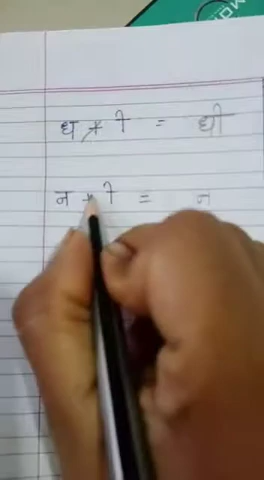 ध + ी = धी
न + ी = न